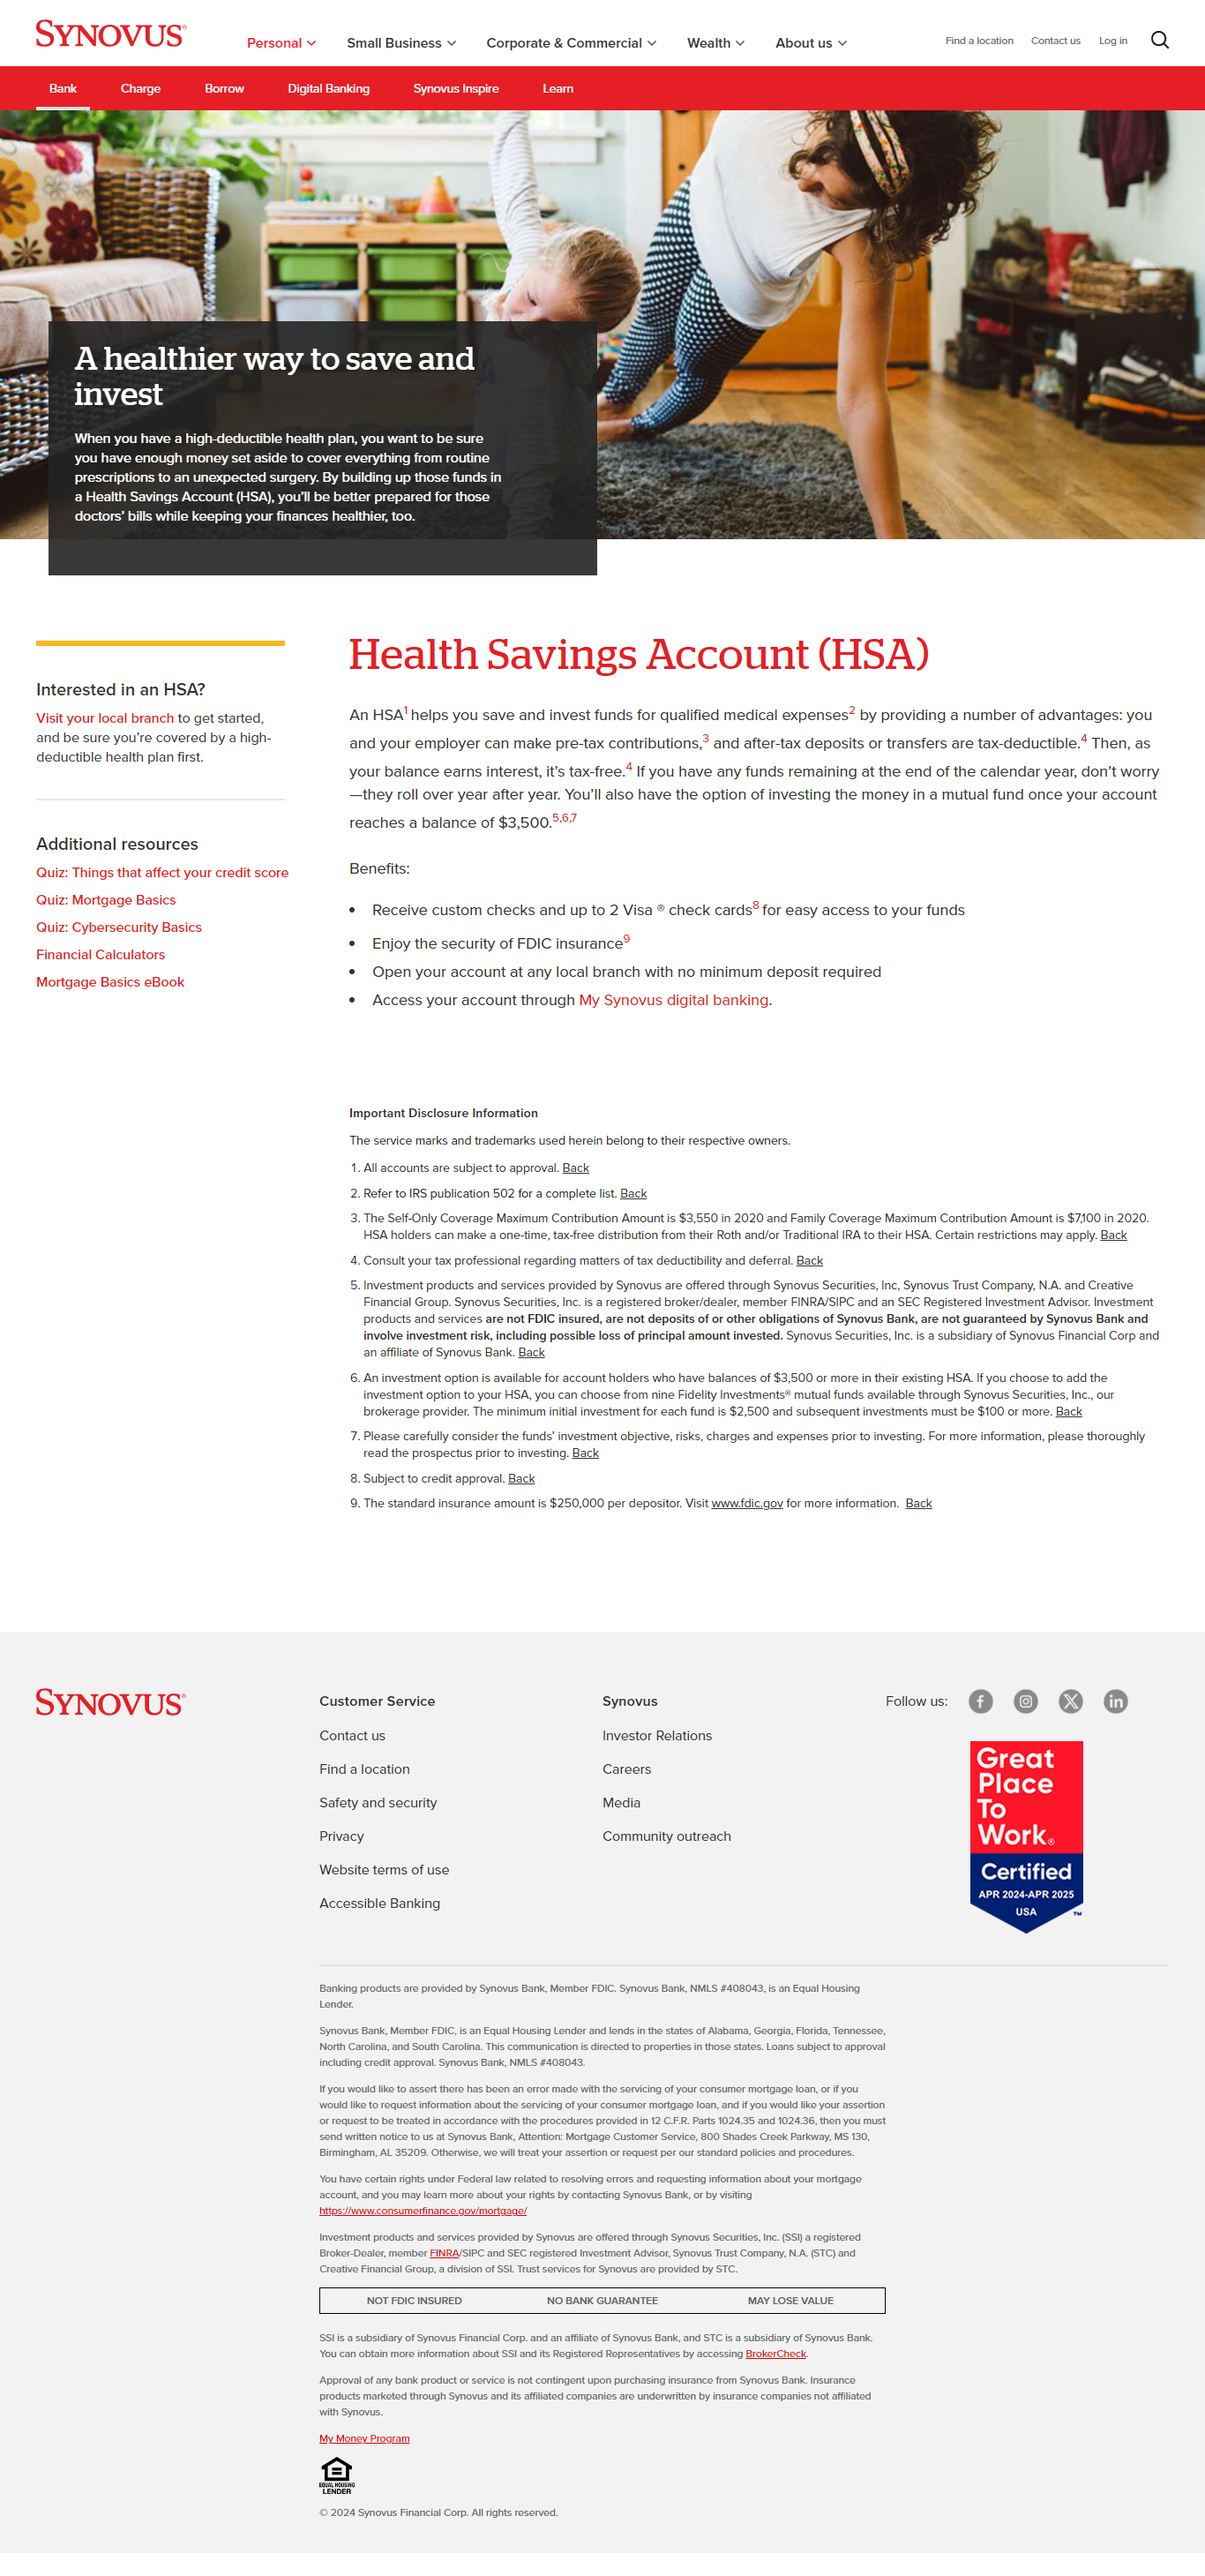 SYNOVUS®
Personal
Small Business
Corporate & Commercial
Wealth
About us
Find a location
Contact us
Log in
Bank
Charge
Borrow
Digital Banking
Synovus Inspire
Learn
A healthier way to save and
invest
When you have a high-deductible health plan, you want to be sure
you have enough money set aside to cover everything from routine
prescriptions to an unexpected surgery. By building up those funds in
a Health Savings Account (HSA), you'll be better prepared for those
doctors' bills while keeping your finances healthier, too.
Interested in an HSA?
Visit your local branch to get started,
and be sure you're covered by a high-
deductible health plan first.
Additional resources
Quiz: Things that affect your credit score
Quiz: Mortgage Basics
Quiz: Cybersecurity Basics
Financial Calculators
Mortgage Basics eBook
Health Savings Account (HSA)
An HSA1 helps you save and invest funds for qualified medical expenses2 by providing a number of advantages: you
and your employer can make pre-tax contributions,3 and after-tax deposits or transfers are tax-deductible.4 Then, as
your balance earns interest, it's tax-free.4 If you have any funds remaining at the end of the calendar year, don't worry
—they roll over year after year. You'll also have the option of investing the money in a mutual fund once your account
reaches a balance of $3,500.5,6,7
Benefits:
• Receive custom checks and up to 2 Visa ® check cards8 for easy access to your funds
• Enjoy the security of FDIC insurance9
• Open your account at any local branch with no minimum deposit required
• Access your account through My Synovus digital banking.
Important Disclosure Information
The service marks and trademarks used herein belong to their respective owners.
1. All accounts are subject to approval. Back
2. Refer to IRS publication 502 for a complete list. Back
3. The Self-Only Coverage Maximum Contribution Amount is $3,550 in 2020 and Family Coverage Maximum Contribution Amount is $7,100 in 2020.
HSA holders can make a one-time, tax-free distribution from their Roth and/or Traditional IRA to their HSA. Certain restrictions may apply. Back
4. Consult your tax professional regarding matters of tax deductibility and deferral. Back
5. Investment products and services provided by Synovus are offered through Synovus Securities, Inc, Synovus Trust Company, N.A. and Creative
Financial Group. Synovus Securities, Inc. is a registered broker/dealer, member FINRA/SIPC and an SEC Registered Investment Advisor. Investment
products and services are not FDIC insured, are not deposits of or other obligations of Synovus Bank, are not guaranteed by Synovus Bank and
involve investment risk, including possible loss of principal amount invested. Synovus Securities, Inc. is a subsidiary of Synovus Financial Corp and
an affiliate of Synovus Bank. Back
6. An investment option is available for account holders who have balances of $3,500 or more in their existing HSA. If you choose to add the
investment option to your HSA, you can choose from nine Fidelity Investments® mutual funds available through Synovus Securities, Inc., our
brokerage provider. The minimum initial investment for each fund is $2,500 and subsequent investments must be $100 or more. Back
7. Please carefully consider the funds' investment objective, risks, charges and expenses prior to investing. For more information, please thoroughly
read the prospectus prior to investing. Back
8. Subject to credit approval. Back
9. The standard insurance amount is $250,000 per depositor. Visit www.fdic.gov for more information. Back
SYNOVUS®
Customer Service
Contact us
Find a location
Safety and security
Privacy
Website terms of use
Accessible Banking
Synovus
Investor Relations
Careers
Media
Community outreach
Follow us:
Great
Place
To
Work®
Certified
APR 2024-APR 2025
USA
™
Banking products are provided by Synovus Bank, Member FDIC. Synovus Bank, NMLS #408043, is an Equal Housing
Lender.
Synovus Bank, Member FDIC, is an Equal Housing Lender and lends in the states of Alabama, Georgia, Florida, Tennessee,
North Carolina, and South Carolina. This communication is directed to properties in those states. Loans subject to approval
including credit approval. Synovus Bank, NMLS #408043.
If you would like to assert there has been an error made with the servicing of your consumer mortgage loan, or if you
would like to request information about the servicing of your consumer mortgage loan, and if you would like your assertion
or request to be treated in accordance with the procedures provided in 12 C.F.R. Parts 1024.35 and 1024.36, then you must
send written notice to us at Synovus Bank, Attention: Mortgage Customer Service, 800 Shades Creek Parkway, MS 130,
Birmingham, AL 35209. Otherwise, we will treat your assertion or request per our standard policies and procedures.
You have certain rights under Federal law related to resolving errors and requesting information about your mortgage
account, and you may learn more about your rights by contacting Synovus Bank, or by visiting
https://www.consumerfinance.gov/mortgage/
Investment products and services provided by Synovus are offered through Synovus Securities, Inc. (SSI) a registered
Broker-Dealer, member FINRA/SIPC and SEC registered Investment Advisor, Synovus Trust Company, N.A. (STC) and
Creative Financial Group, a division of SSI. Trust services for Synovus are provided by STC.
NOT FDIC INSURED
NO BANK GUARANTEE
MAY LOSE VALUE
SSI is a subsidiary of Synovus Financial Corp. and an affiliate of Synovus Bank, and STC is a subsidiary of Synovus Bank.
You can obtain more information about SSI and its Registered Representatives by accessing BrokerCheck.
Approval of any bank product or service is not contingent upon purchasing insurance from Synovus Bank. Insurance
products marketed through Synovus and its affiliated companies are underwritten by insurance companies not affiliated
with Synovus.
My Money Program
EQUAL HOUSING
LENDER
© 2024 Synovus Financial Corp. All rights reserved.